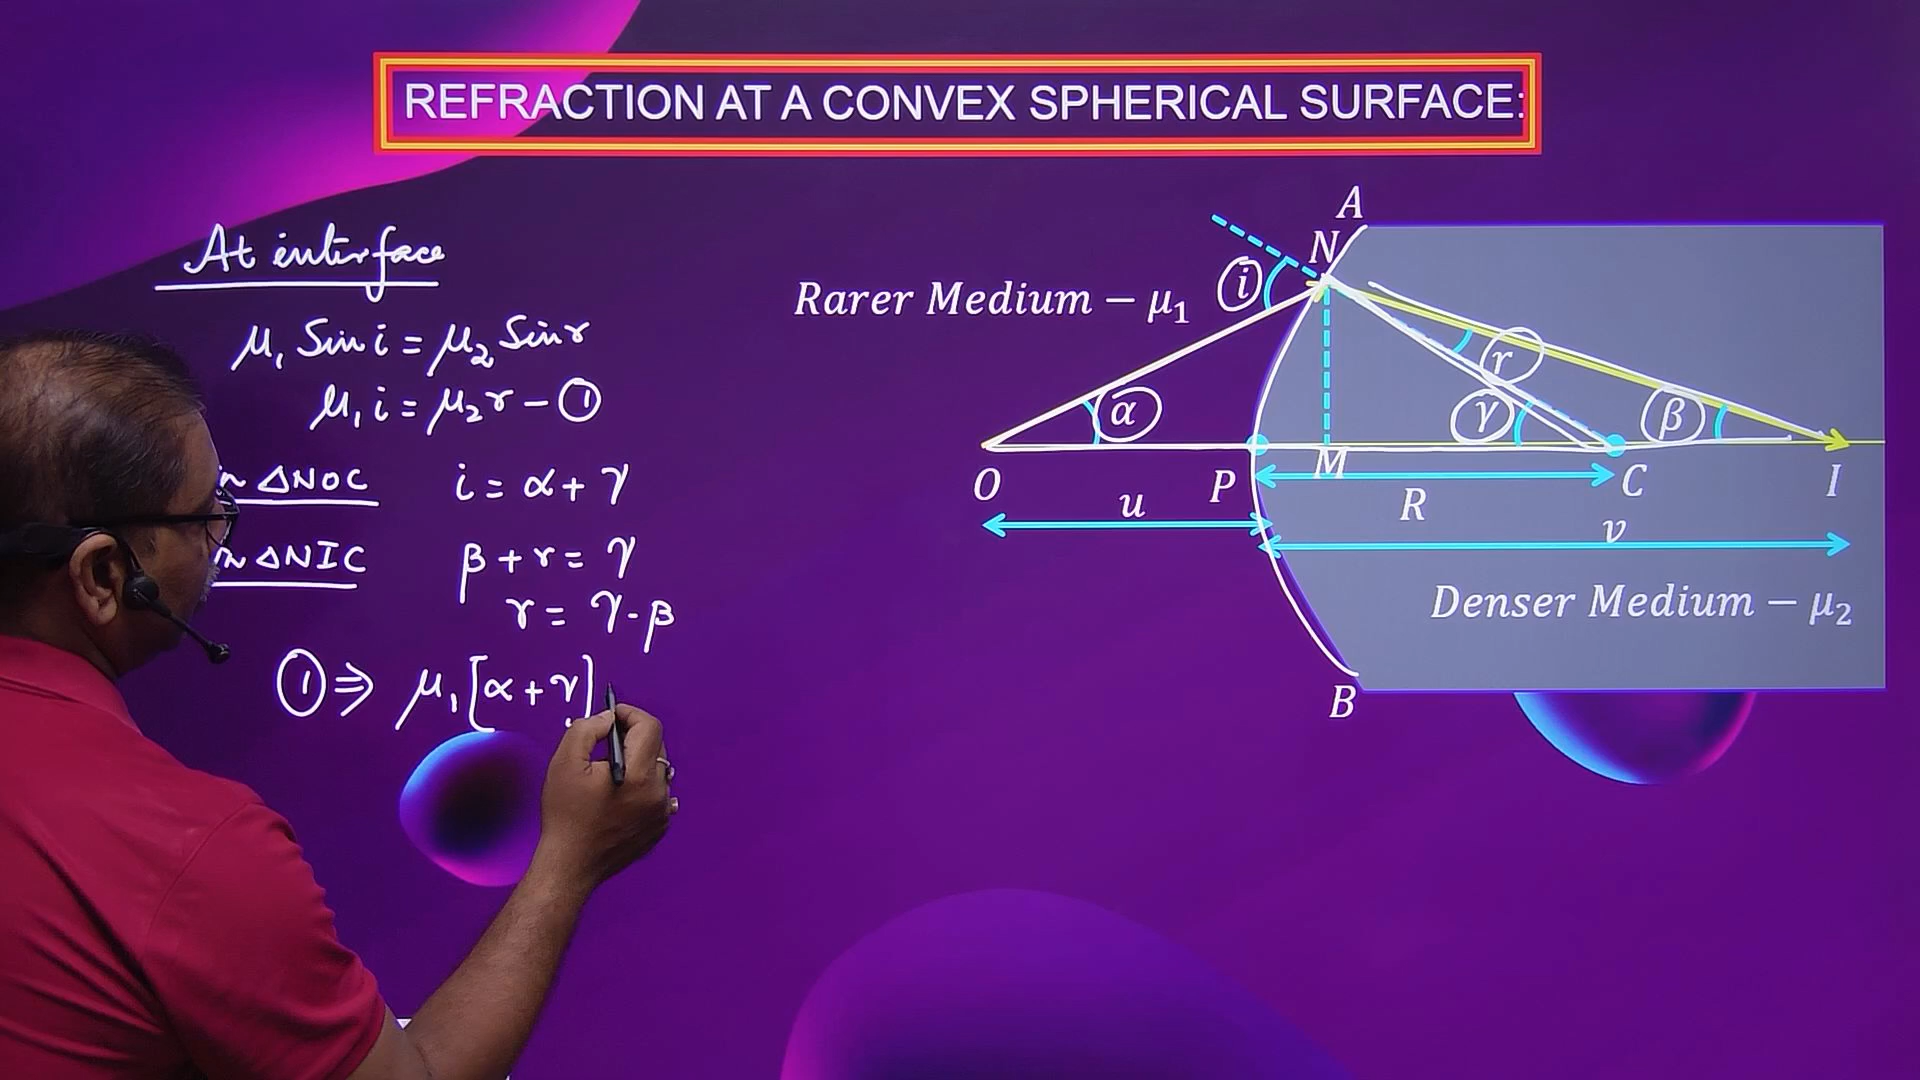 REFRACTION AT A CONVEX SPHERICAL SURFACE:
At interface
μ₁ Sin i = μ₂ Sin r
μ₁ i = μ₂ r - ①
n ΔNOC i = α + γ
n ΔNIC β + r = γ
r = γ - β
① ⇒ μ₁ [α + γ]
A
N
i
Rarer Medium − μ₁
r
α
γ
β
O
P
M
C
I
u
R
v
Denser Medium − μ₂
B